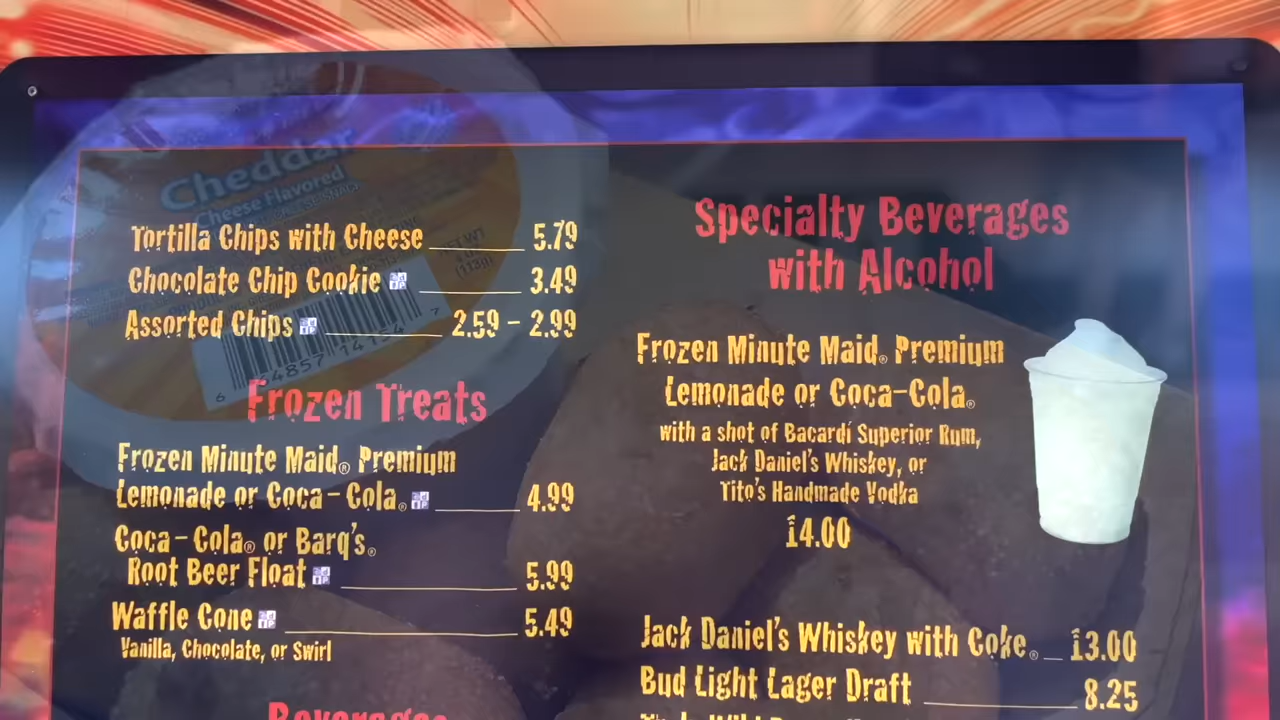 Cheddar
Cheese Flavored
Tortilla Chips with Cheese 5.79
Chocolate Chip Cookie 3.49
Assorted Chips 2.59 - 2.99
Frozen Treats
Frozen Minute Maid® Premium
Lemonade or Coca-Cola® 4.99
Coca-Cola® or Barq's®
Root Beer Float 5.99
Waffle Cone 5.49
Vanilla, Chocolate, or Swirl
Beverages
Specialty Beverages
with Alcohol
Frozen Minute Maid® Premium
Lemonade or Coca-Cola®
with a shot of Bacardí Superior Rum,
Jack Daniel's Whiskey, or
Tito's Handmade Vodka
14.00
Jack Daniel's Whiskey with Coke® 13.00
Bud Light Lager Draft 8.25